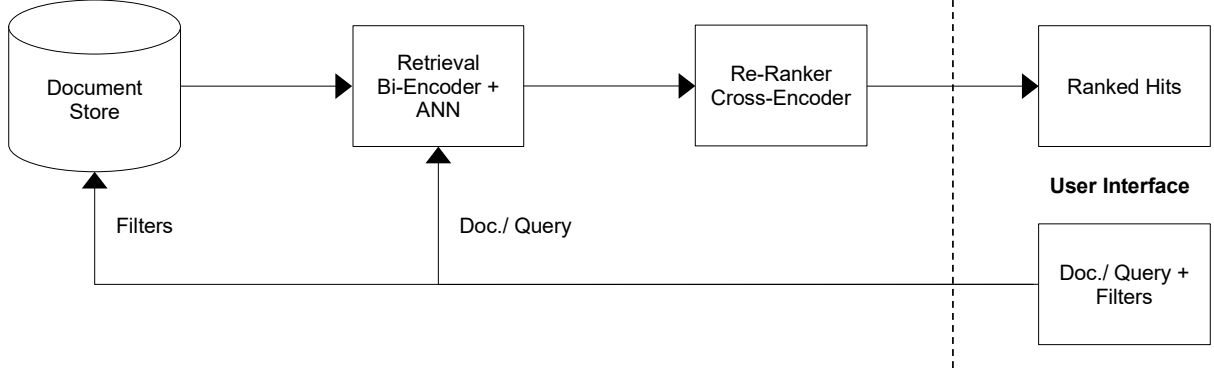 Document
Store
Retrieval
Bi-Encoder +
ANN
Re-Ranker
Cross-Encoder
Ranked Hits
User Interface
Filters
Doc./ Query
Doc./ Query +
Filters